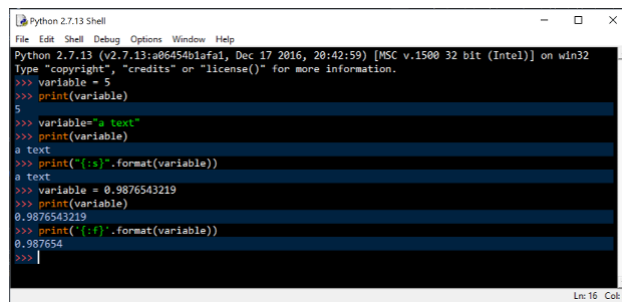 Python 2.7.13 Shell
File Edit Shell Debug Options Window Help
Python 2.7.13 (v2.7.13:a06454b1afa1, Dec 17 2016, 20:42:59) [MSC v.1500 32 bit (Intel)] on win32
Type "copyright", "credits" or "license()" for more information.
>>> variable = 5
>>> print(variable)
5
>>> variable="a text"
>>> print(variable)
a text
>>> print("{:s}".format(variable))
a text
>>> variable = 0.9876543219
>>> print(variable)
0.9876543219
>>> print('{:f}'.format(variable))
0.987654
>>>
Ln: 16 Col: